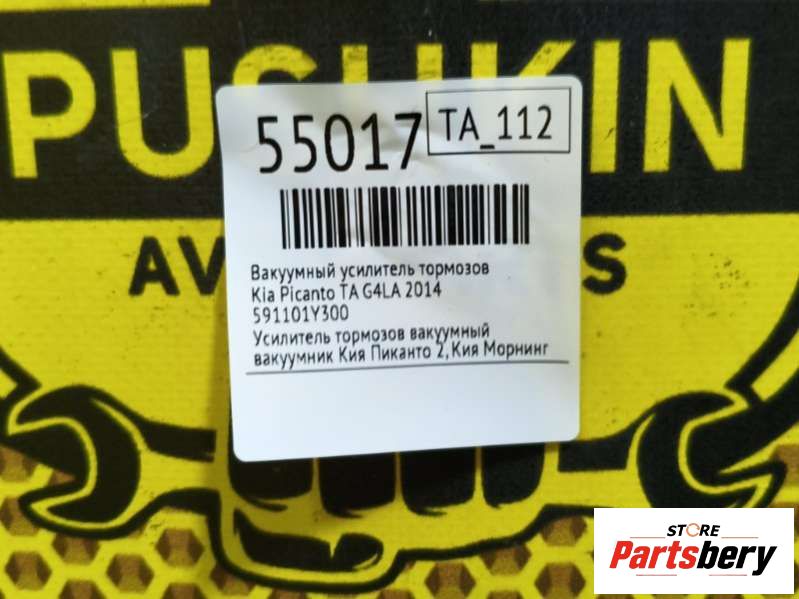 PUSHKIN
55017
TA_112
Вакуумный усилитель тормозов
Kia Picanto TA G4LA 2014
591101Y300
Усилитель тормозов вакуумный
вакуумник Кия Пиканто 2, Кия Морнинг
STORE
Partsbery